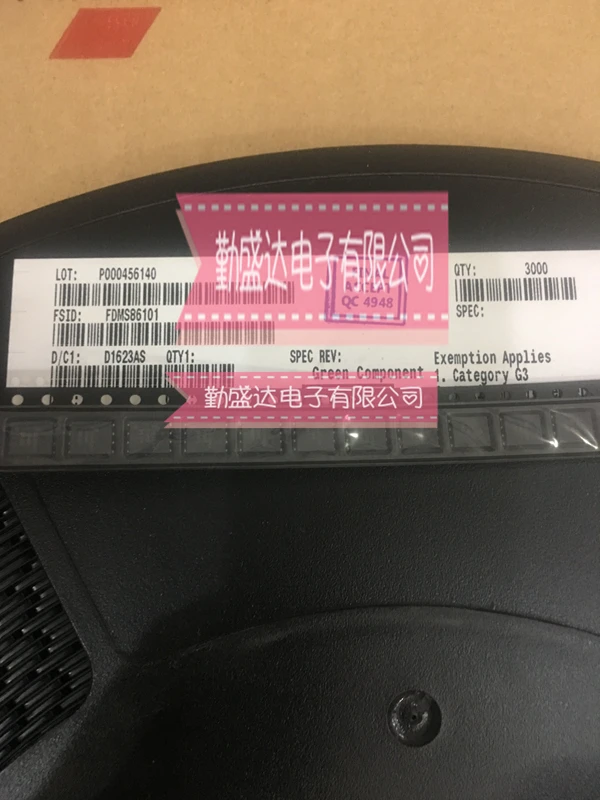 勤盛达电子有限公司
LOT: P000456140
QTY: 3000
QC 4948
FSID: FDMS86101
SPEC:
D/C1: D1623AS QTY1: SPEC REV: Exemption Applies
Green Component 1. Category G3
勤盛达电子有限公司